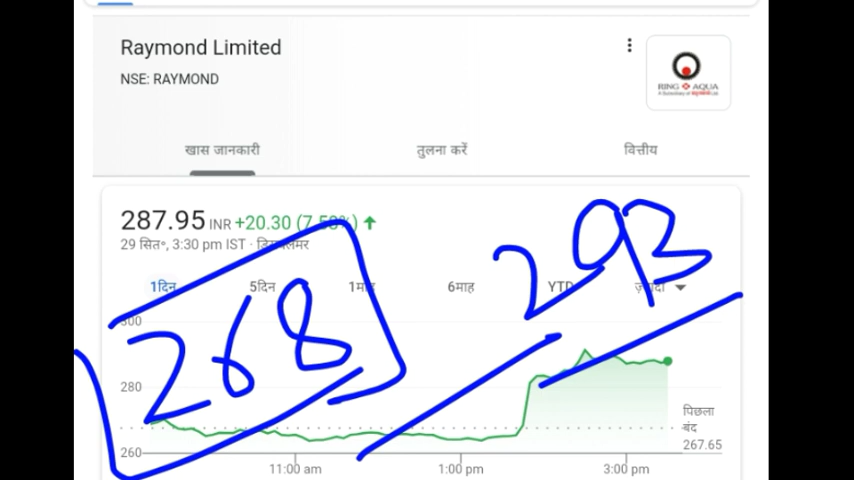 Raymond Limited
NSE: RAYMOND
RING AQUA
खास जानकारी
तुलना करें
वित्तीय
287.95 INR +20.30 (7.58%)
29 सित॰, 3:30 pm IST ·
1दिन
5दिन
6माह
YTD
ज़्यादा
293
268
300
280
260
पिछला
बंद
267.65
11:00 am
1:00 pm
3:00 pm